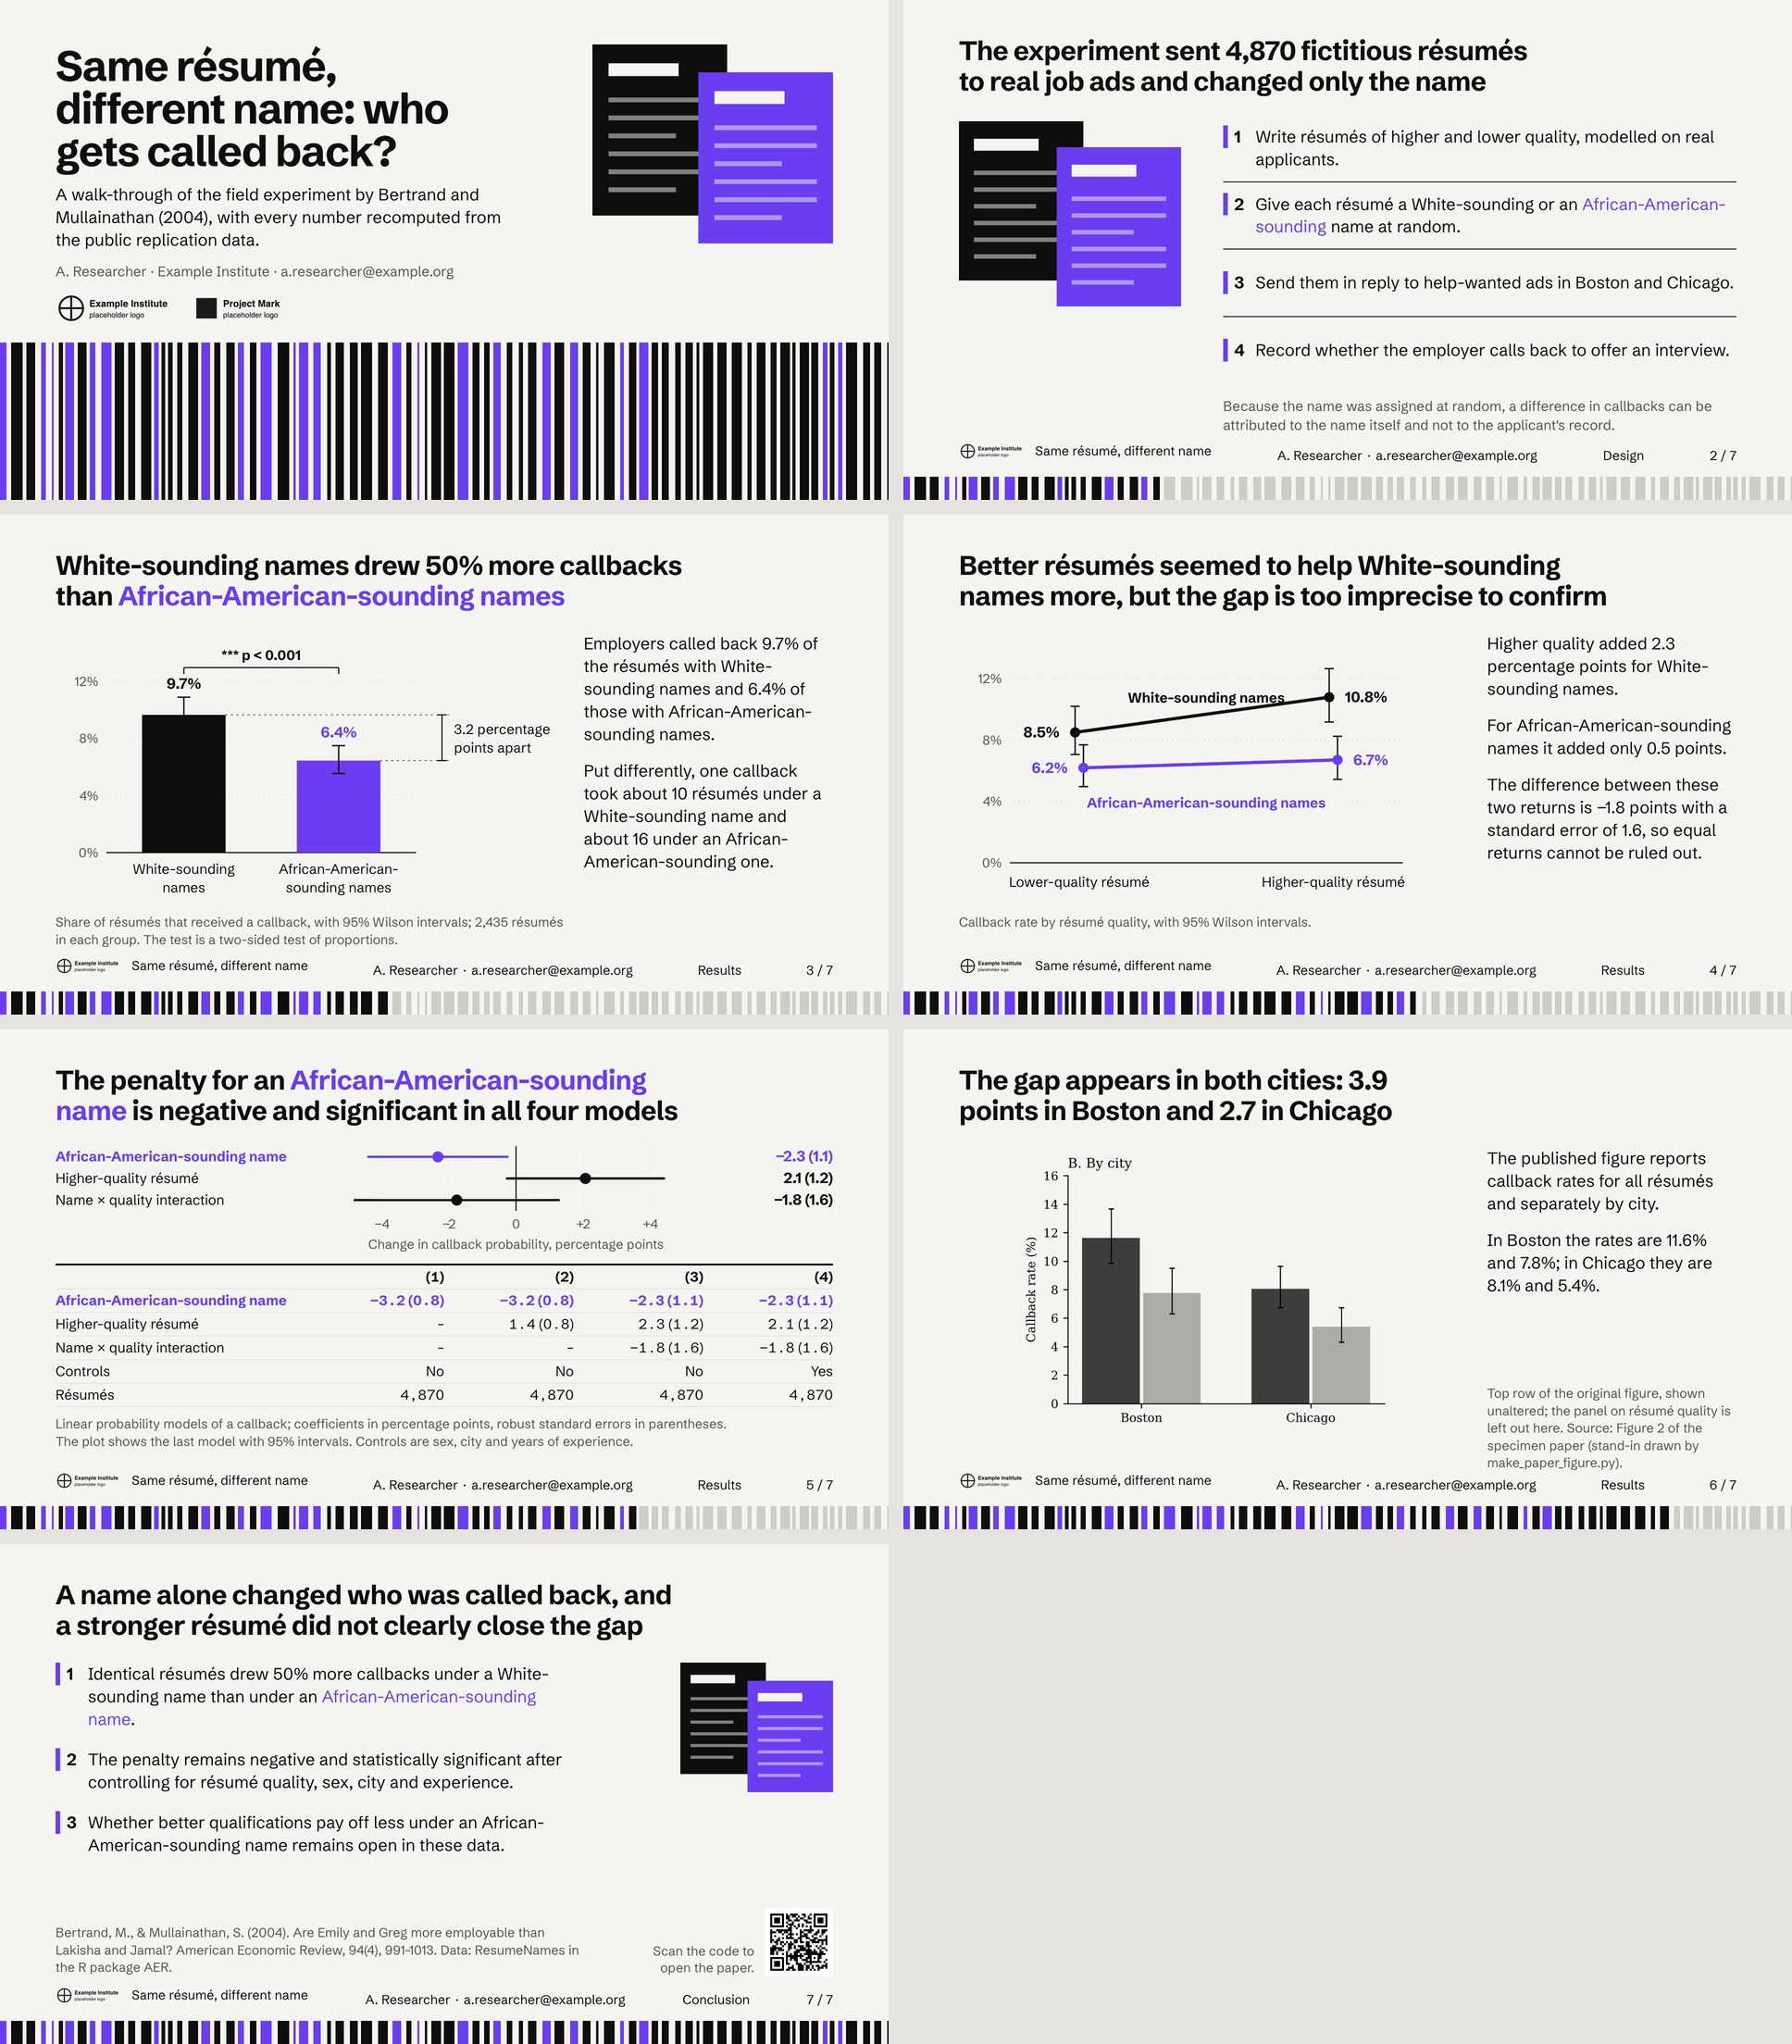 Same résumé,
different name: who
gets called back?
A walk-through of the field experiment by Bertrand and
Mullainathan (2004), with every number recomputed from
the public replication data.
A. Researcher · Example Institute · a.researcher@example.org
Example Institute
placeholder logo
Project Mark
placeholder logo
The experiment sent 4,870 fictitious résumés
to real job ads and changed only the name
1 Write résumés of higher and lower quality, modelled on real
applicants.
2 Give each résumé a White-sounding or an African-American-
sounding name at random.
3 Send them in reply to help-wanted ads in Boston and Chicago.
4 Record whether the employer calls back to offer an interview.
Because the name was assigned at random, a difference in callbacks can be
attributed to the name itself and not to the applicant's record.
Example Institute
placeholder logo
Same résumé, different name
A. Researcher · a.researcher@example.org
Design
2 / 7
White-sounding names drew 50% more callbacks
than African-American-sounding names
*** p < 0.001
12%
9.7%
8%
6.4%
3.2 percentage
points apart
4%
0%
White-sounding
names
African-American-
sounding names
Employers called back 9.7% of
the résumés with White-
sounding names and 6.4% of
those with African-American-
sounding names.
Put differently, one callback
took about 10 résumés under a
White-sounding name and
about 16 under an African-
American-sounding one.
Share of résumés that received a callback, with 95% Wilson intervals; 2,435 résumés
in each group. The test is a two-sided test of proportions.
Example Institute
placeholder logo
Same résumé, different name
A. Researcher · a.researcher@example.org
Results
3 / 7
Better résumés seemed to help White-sounding
names more, but the gap is too imprecise to confirm
12%
White-sounding names
10.8%
8.5%
8%
6.2%
6.7%
4%
African-American-sounding names
0%
Lower-quality résumé
Higher-quality résumé
Higher quality added 2.3
percentage points for White-
sounding names.
For African-American-sounding
names it added only 0.5 points.
The difference between these
two returns is −1.8 points with a
standard error of 1.6, so equal
returns cannot be ruled out.
Callback rate by résumé quality, with 95% Wilson intervals.
Example Institute
placeholder logo
Same résumé, different name
A. Researcher · a.researcher@example.org
Results
4 / 7
The penalty for an African-American-sounding
name is negative and significant in all four models
African-American-sounding name −2.3 (1.1)
Higher-quality résumé 2.1 (1.2)
Name × quality interaction −1.8 (1.6)
−4 −2 0 +2 +4
Change in callback probability, percentage points
(1) (2) (3) (4)
African-American-sounding name −3.2 (0.8) −3.2 (0.8) −2.3 (1.1) −2.3 (1.1)
Higher-quality résumé – 1.4 (0.8) 2.3 (1.2) 2.1 (1.2)
Name × quality interaction – – −1.8 (1.6) −1.8 (1.6)
Controls No No No Yes
Résumés 4,870 4,870 4,870 4,870
Linear probability models of a callback; coefficients in percentage points, robust standard errors in parentheses.
The plot shows the last model with 95% intervals. Controls are sex, city and years of experience.
Example Institute
placeholder logo
Same résumé, different name
A. Researcher · a.researcher@example.org
Results
5 / 7
The gap appears in both cities: 3.9
points in Boston and 2.7 in Chicago
B. By city
Callback rate (%)
16
14
12
10
8
6
4
2
0
Boston
Chicago
The published figure reports
callback rates for all résumés
and separately by city.
In Boston the rates are 11.6%
and 7.8%; in Chicago they are
8.1% and 5.4%.
Top row of the original figure, shown
unaltered; the panel on résumé quality is
left out here. Source: Figure 2 of the
specimen paper (stand-in drawn by
make_paper_figure.py).
Example Institute
placeholder logo
Same résumé, different name
A. Researcher · a.researcher@example.org
Results
6 / 7
A name alone changed who was called back, and
a stronger résumé did not clearly close the gap
1 Identical résumés drew 50% more callbacks under a White-
sounding name than under an African-American-sounding
name.
2 The penalty remains negative and statistically significant after
controlling for résumé quality, sex, city and experience.
3 Whether better qualifications pay off less under an African-
American-sounding name remains open in these data.
Bertrand, M., & Mullainathan, S. (2004). Are Emily and Greg more employable than
Lakisha and Jamal? American Economic Review, 94(4), 991–1013. Data: ResumeNames in
the R package AER.
Scan the code to
open the paper.
Example Institute
placeholder logo
Same résumé, different name
A. Researcher · a.researcher@example.org
Conclusion
7 / 7